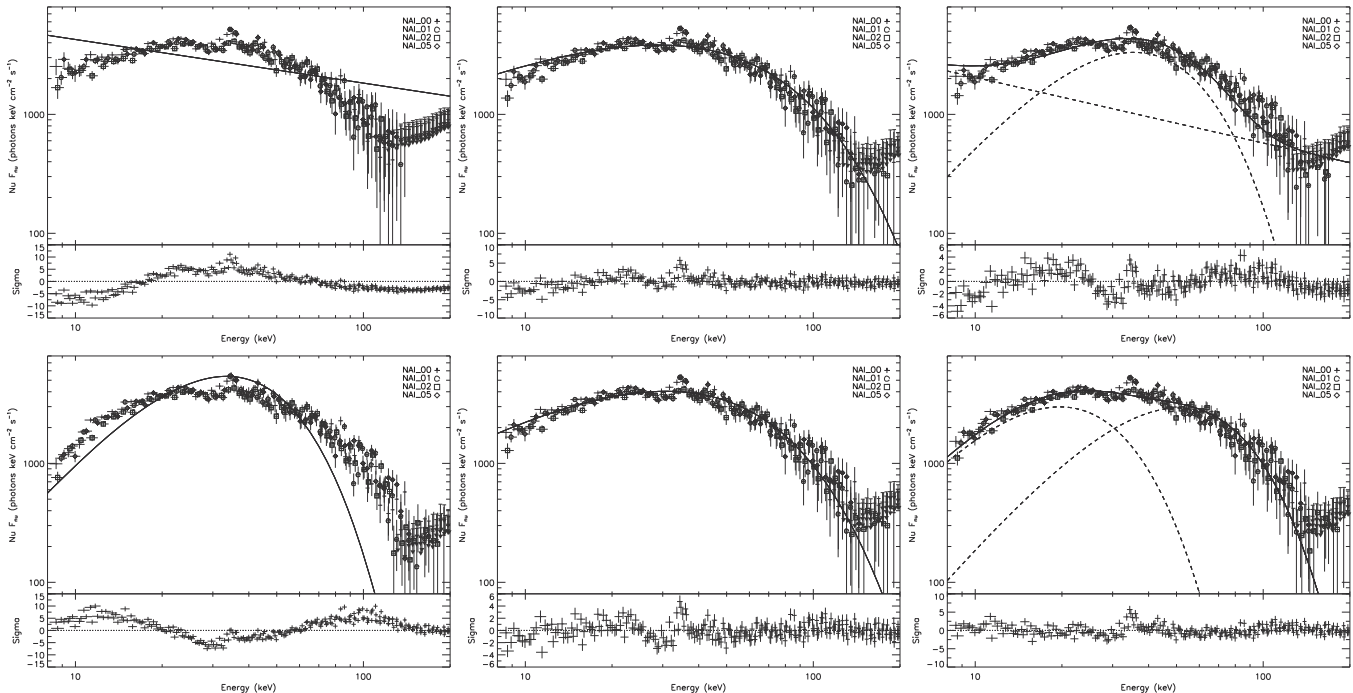 NAI_00 +
NAI_01 ○
NAI_02 □
NAI_05 ◇
Nu Fnu (photons keV cm-2 s-1)
1000
100
Sigma
15
10
5
0
-5
-10
-15
10
100
Energy (keV)
NAI_00 +
NAI_01 ○
NAI_02 □
NAI_05 ◇
Nu Fnu (photons keV cm-2 s-1)
1000
100
Sigma
10
5
0
-5
-10
10
100
Energy (keV)
NAI_00 +
NAI_01 ○
NAI_02 □
NAI_05 ◇
Nu Fnu (photons keV cm-2 s-1)
1000
100
Sigma
6
4
2
0
-2
-4
-6
10
100
Energy (keV)
NAI_00 +
NAI_01 ○
NAI_02 □
NAI_05 ◇
Nu Fnu (photons keV cm-2 s-1)
1000
100
Sigma
15
10
5
0
-5
-10
-15
10
100
Energy (keV)
NAI_00 +
NAI_01 ○
NAI_02 □
NAI_05 ◇
Nu Fnu (photons keV cm-2 s-1)
1000
100
Sigma
6
4
2
0
-2
-4
-6
10
100
Energy (keV)
NAI_00 +
NAI_01 ○
NAI_02 □
NAI_05 ◇
Nu Fnu (photons keV cm-2 s-1)
1000
100
Sigma
10
5
0
-5
-10
10
100
Energy (keV)